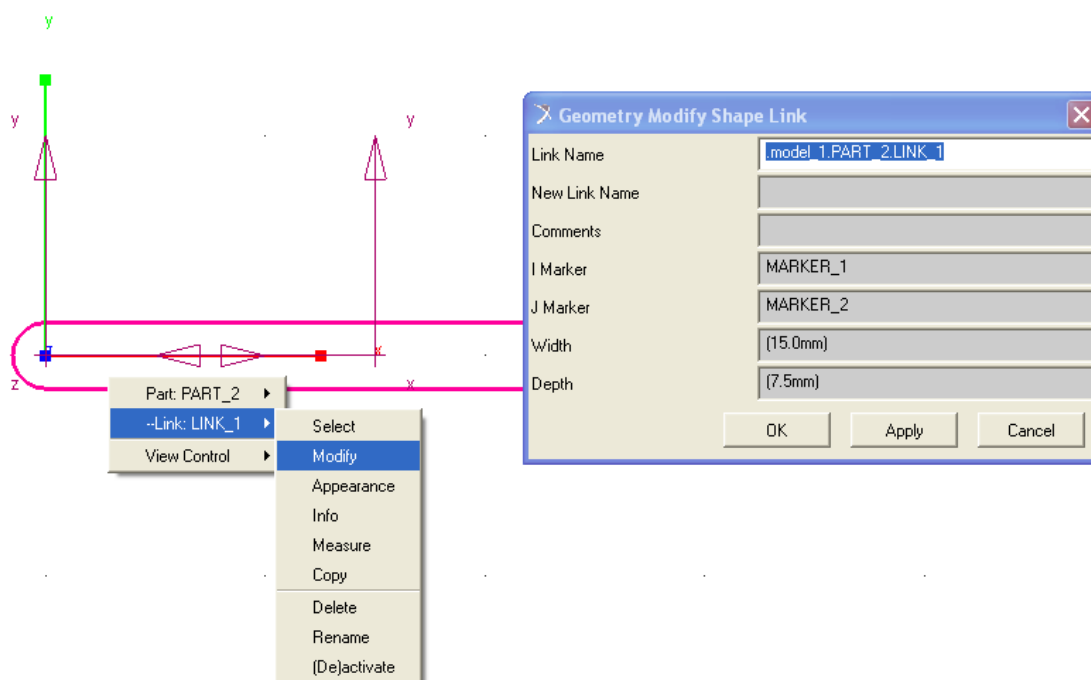 y
y
y
z
x
x
z
Part: PART_2
--Link: LINK_1
View Control
Select
Modify
Appearance
Info
Measure
Copy
Delete
Rename
(De)activate
Geometry Modify Shape Link
Link Name .model_1.PART_2.LINK_1
New Link Name
Comments
I Marker MARKER_1
J Marker MARKER_2
Width (15.0mm)
Depth (7.5mm)
OK Apply Cancel